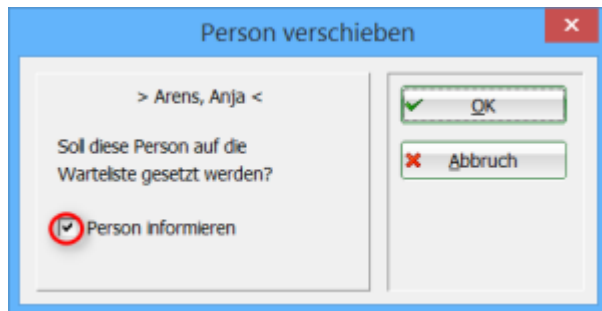 Person verschieben
> Arens, Anja <
Soll diese Person auf die
Warteliste gesetzt werden?
Person informieren
OK
Abbruch